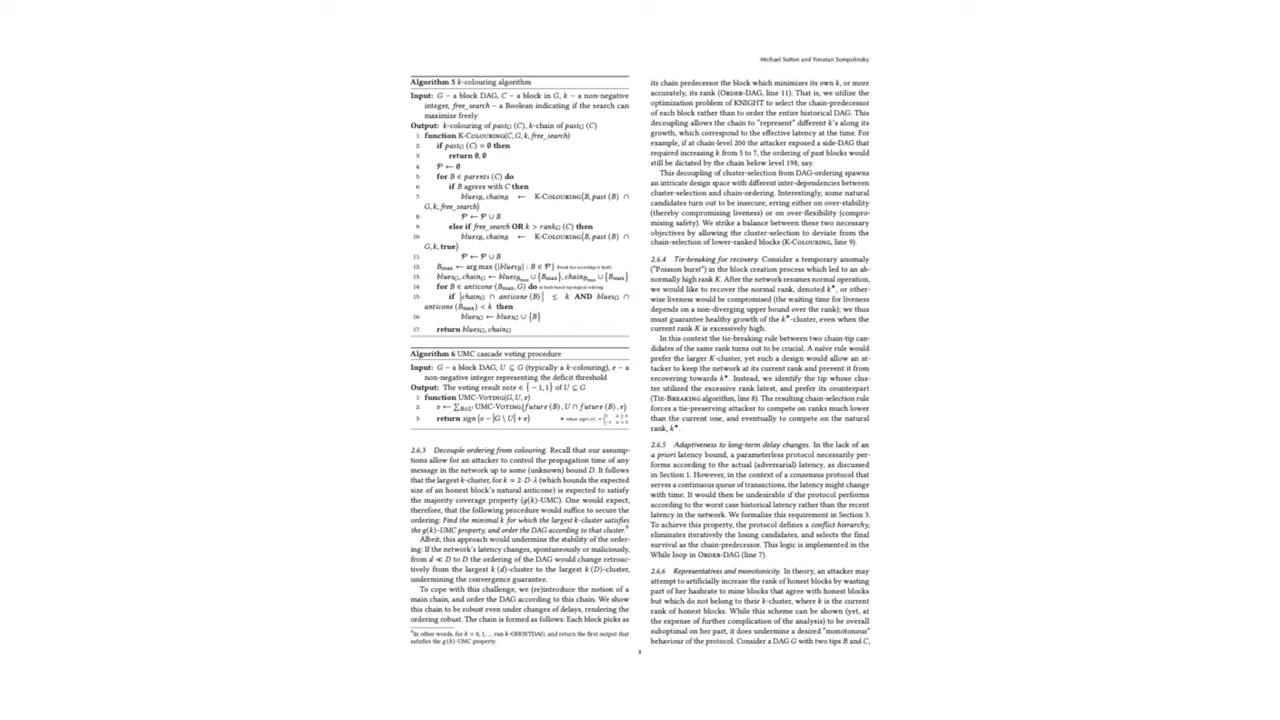 Michael Sutton and Yonatan Sompolinsky
Algorithm 5 k-colouring algorithm
Input: G – a block DAG, C – a block in G, k – a non-negative
integer, free_search – a Boolean indicating if the search can
maximise freely
Output: k-colouring of past_G (C), k-chain of past_G (C)
1: function K-Colouring(C, G, k, free_search)
2: if past_G (C) = ∅ then
3: return ∅, ∅
4: 𝒫 ← ∅
5: for B ∈ parents (C) do
6: if B agrees with C then
7: blues_B, chain_B ← K-Colouring(B, past (B) ∩
G, k, free_search)
8: 𝒫 ← 𝒫 ∪ B
9: else if free_search OR k > rank_G (C) then
10: blues_B, chain_B ← K-Colouring(B, past (B) ∩
G, k, true)
11: 𝒫 ← 𝒫 ∪ B
12: B_max ← arg max {|blues_B| : B ∈ 𝒫}
13: blues_G, chain_G ← blues_B_max ∪ {B_max}, chain_B_max ∪ {B_max}
14: for B ∈ anticone (B_max, G) do in hash-based topological ordering
15: if |chain_G ∩ anticone (B)| ≤ k AND blues_G ∩
anticone (B_max) < k then
16: blues_G ← blues_G ∪ {B}
17: return blues_G, chain_G
Algorithm 6 UMC cascade voting procedure
Input: G – a block DAG, U ⊆ G (typically a k-colouring), e – a
non-negative integer representing the deficit threshold
Output: The voting result vote ∈ {−1, 1} of U ⊆ G
1: function UMC-Voting(G, U, e)
2: v ← ∑_B∈U UMC-Voting(future (B), U ∩ future (B), e)
3: return sign (v − |G \ U| + e)
2.6.3 Decouple ordering from colouring. Recall that our assump-
tions allow for an attacker to control the propagation time of any
message in the network up to some (unknown) bound D. It follows
that the largest k-cluster, for k ≈ 2·D·λ (which bounds the expected
size of an honest block's natural anticone) is expected to satisfy
the majority coverage property (g(k)-UMC). One would expect,
therefore, that the following procedure would suffice to secure the
ordering: Find the minimal k for which the largest k-cluster satisfies
the g(k)-UMC property, and order the DAG according to that cluster.⁹
Albeit, this approach would undermine the stability of the order-
ing: If the network's latency changes, spontaneously or maliciously,
from d ≪ D to D the ordering of the DAG would change retroac-
tively from the largest k (d)-cluster to the largest k (D)-cluster,
undermining the convergence guarantee.
To cope with this challenge, we (re)introduce the notion of a
main chain, and order the DAG according to this chain. We show
this chain to be robust even under changes of delays, rendering the
ordering robust. The chain is formed as follows: Each block picks as
⁹In other words, for k = 0, 1, ... run k-GHOSTDAG, and return the first output that
satisfies the g(k)-UMC property.
its chain predecessor the block which minimizes its own k, or more
accurately, its rank (Order-DAG, line 11). That is, we utilize the
optimization problem of KNIGHT to select the chain-predecessor
of each block rather than to order the entire historical DAG. This
decoupling allows the chain to "represent" different k's along its
growth, which correspond to the effective latency at the time. For
example, if at chain-level 200 the attacker exposed a side-DAG that
required increasing k from 5 to 7, the ordering of past blocks would
still be dictated by the chain below level 198, say.
This decoupling of cluster-selection from DAG-ordering spawns
an intricate design space with different inter-dependencies between
cluster-selection and chain-ordering. Interestingly, some natural
candidates turn out to be insecure, erring either on over-stability
(thereby compromising liveness) or on over-flexibility (compro-
mising safety). We strike a balance between these two necessary
objectives by allowing the cluster-selection to deviate from the
chain-selection of lower-ranked blocks (K-Colouring, line 9).
2.6.4 Tie-breaking for recovery. Consider a temporary anomaly
("Poisson burst") in the block creation process which led to an ab-
normally high rank K. After the network resumes normal operation,
we would like to recover the normal rank, denoted k*, or other-
wise liveness would be compromised (the waiting time for liveness
depends on a non-diverging upper bound over the rank); we thus
must guarantee healthy growth of the k*-cluster, even when the
current rank K is excessively high.
In this context the tie-breaking rule between two chain-tip can-
didates of the same rank turns out to be crucial. A naïve rule would
prefer the larger K-cluster, yet such a design would allow an at-
tacker to keep the network at its current rank and prevent it from
recovering towards k*. Instead, we identify the tip whose clus-
ter utilized the excessive rank latest, and prefer its counterpart
(Tie-Breaking algorithm, line 8). The resulting chain-selection rule
forces a tie-preserving attacker to compete on ranks much lower
than the current one, and eventually to compete on the natural
rank, k*.
2.6.5 Adaptiveness to long-term delay changes. In the lack of an
a priori latency bound, a parameterless protocol necessarily per-
forms according to the actual (adversarial) latency, as discussed
in Section 1. However, in the context of a consensus protocol that
serves a continuous queue of transactions, the latency might change
with time. It would then be undesirable if the protocol performs
according to the worst case historical latency rather than the recent
latency in the network. We formalise this requirement in Section 3.
To achieve this property, the protocol defines a conflict hierarchy,
eliminates iteratively the losing candidates, and selects the final
survival as the chain-predecessor. This logic is implemented in the
While loop in Order-DAG (line 7).
2.6.6 Representatives and monotonicity. In theory, an attacker may
attempt to artificially increase the rank of honest blocks by wasting
part of her hashrate to mine blocks that agree with honest blocks
but which do not belong to their k-cluster, where k is the current
rank of honest blocks. While this scheme can be shown (yet, at
the expense of further complication of the analysis) to be overall
suboptimal on her part, it does undermine a desired "monotonous"
behaviour of the protocol. Consider a DAG G with two tips B and C,